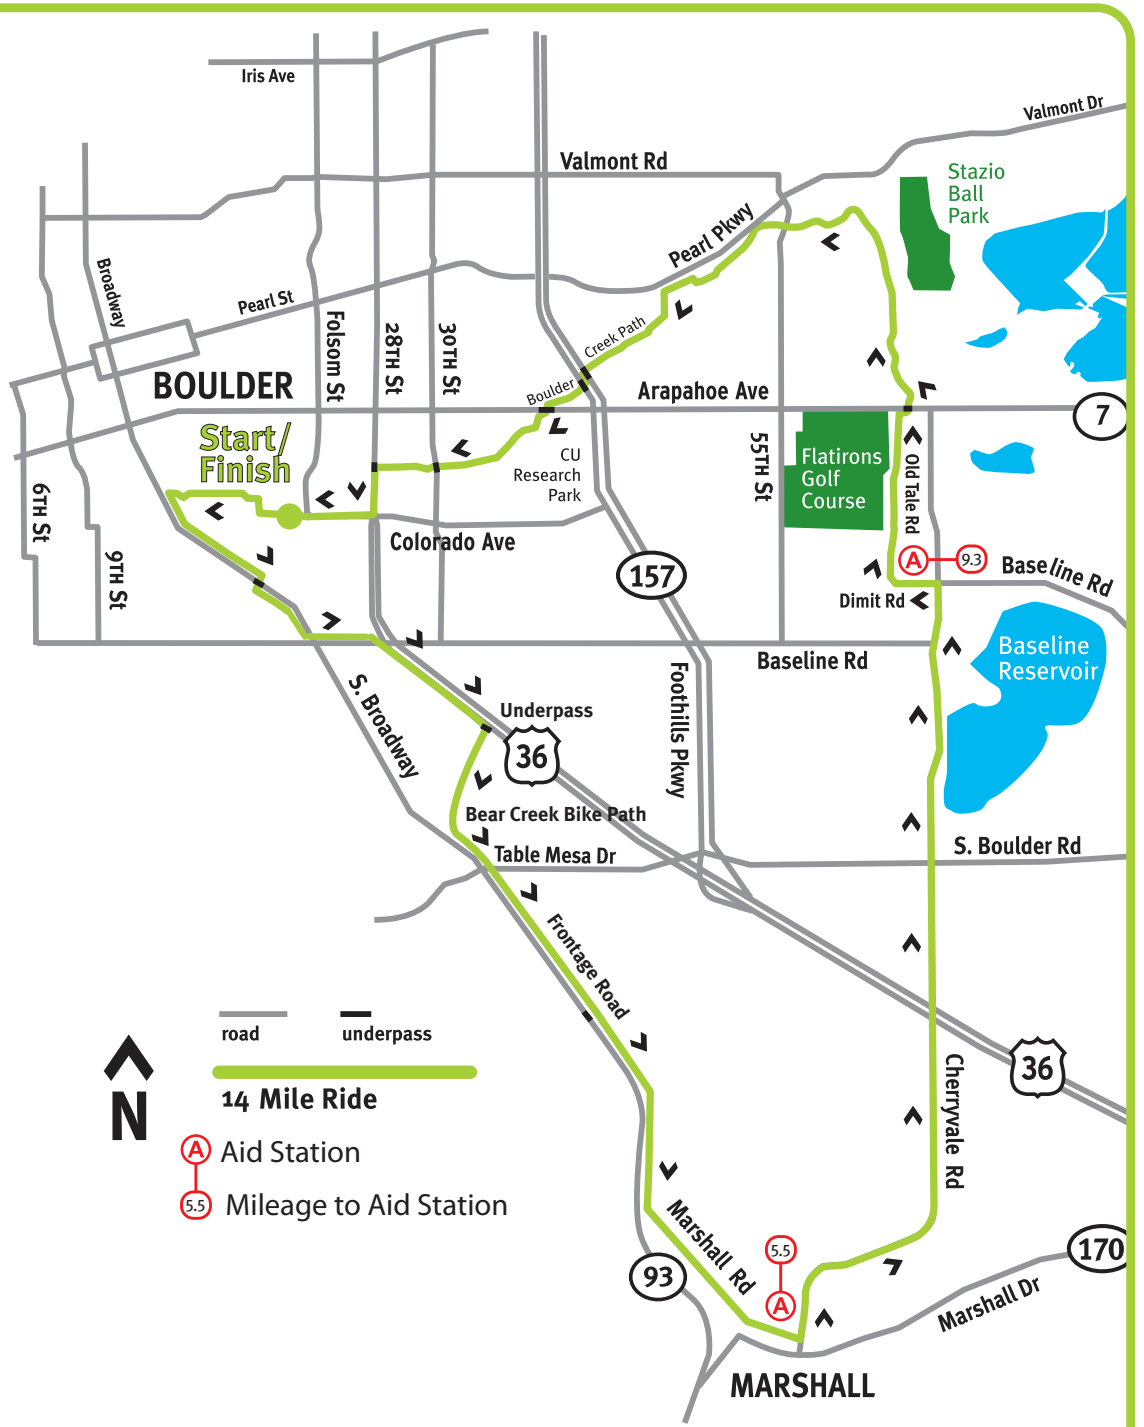 Iris Ave
Valmont Dr
Valmont Rd
Stazio
Ball
Park
Pearl Pkwy
Broadway
Pearl St
Folsom St
28TH St
30TH St
Creek Path
Boulder
BOULDER
Arapahoe Ave
7
Start/
Finish
CU
Research
Park
55TH St
Flatirons
Golf
Course
Old Tale Rd
6TH St
9TH St
Colorado Ave
157
A
9.3
Baseline Rd
Dimit Rd
Baseline
Reservoir
Baseline Rd
S. Broadway
Foothills Pkwy
Underpass
36
Bear Creek Bike Path
Table Mesa Dr
S. Boulder Rd
Frontage Road
road
underpass
14 Mile Ride
N
A
Aid Station
5.5
Mileage to Aid Station
36
Cherryvale Rd
Marshall Rd
5.5
A
93
170
Marshall Dr
MARSHALL